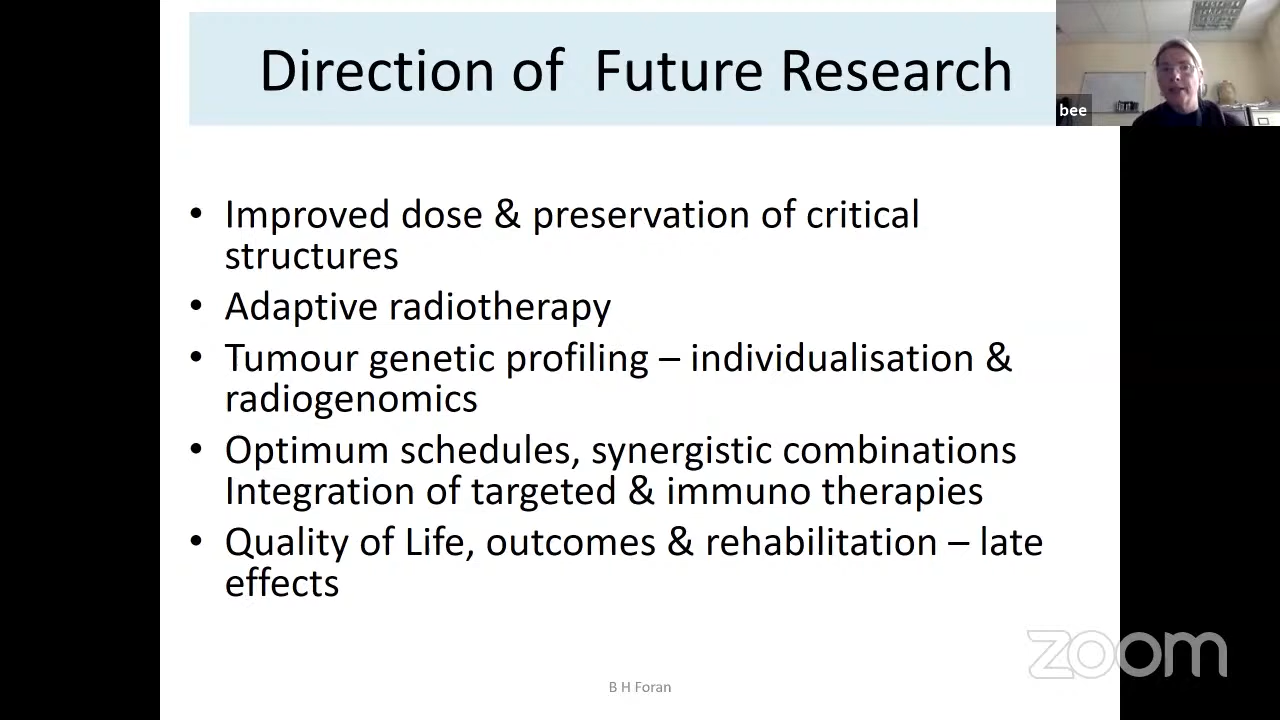 Direction of Future Research
bee
• Improved dose & preservation of critical
structures
• Adaptive radiotherapy
• Tumour genetic profiling – individualisation &
radiogenomics
• Optimum schedules, synergistic combinations
Integration of targeted & immuno therapies
• Quality of Life, outcomes & rehabilitation – late
effects
zoom
B H Foran